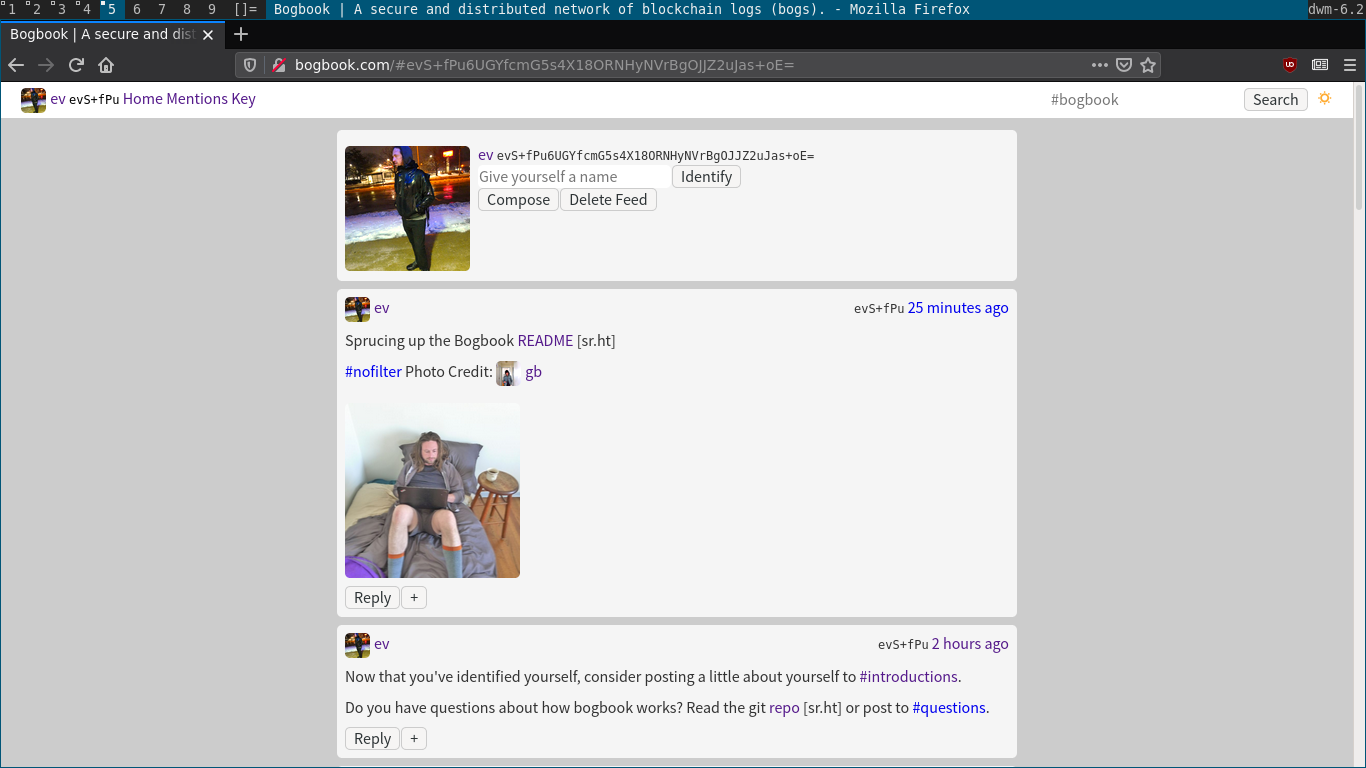 1 2 3 4 5 6 7 8 9 []= Bogbook | A secure and distributed network of blockchain logs (bogs). - Mozilla Firefox dwm-6.2
Bogbook | A secure and dist
bogbook.com/#evS+fPu6UGYfcmG5s4X18ORNHyNVrBgOJJZ2uJas+oE=
ev evS+fPu Home Mentions Key #bogbook Search
ev evS+fPu6UGYfcmG5s4X18ORNHyNVrBgOJJZ2uJas+oE=
Give yourself a name Identify
Compose Delete Feed
ev evS+fPu 25 minutes ago
Sprucing up the Bogbook README [sr.ht]
#nofilter Photo Credit: gb
Reply +
ev evS+fPu 2 hours ago
Now that you've identified yourself, consider posting a little about yourself to #introductions.
Do you have questions about how bogbook works? Read the git repo [sr.ht] or post to #questions.
Reply +